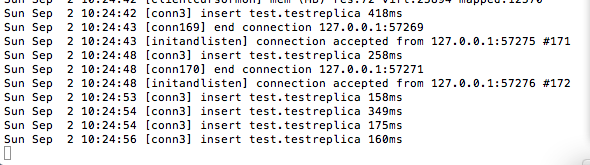 Sun Sep  2 10:24:42 [clientcursormon] mem (MB) res:72 virt:25894 mapped:12370
Sun Sep  2 10:24:42 [conn3] insert test.testreplica 418ms
Sun Sep  2 10:24:43 [conn169] end connection 127.0.0.1:57269
Sun Sep  2 10:24:43 [initandlisten] connection accepted from 127.0.0.1:57275 #171
Sun Sep  2 10:24:48 [conn3] insert test.testreplica 258ms
Sun Sep  2 10:24:48 [conn170] end connection 127.0.0.1:57271
Sun Sep  2 10:24:48 [initandlisten] connection accepted from 127.0.0.1:57276 #172
Sun Sep  2 10:24:53 [conn3] insert test.testreplica 158ms
Sun Sep  2 10:24:54 [conn3] insert test.testreplica 349ms
Sun Sep  2 10:24:54 [conn3] insert test.testreplica 175ms
Sun Sep  2 10:24:56 [conn3] insert test.testreplica 160ms